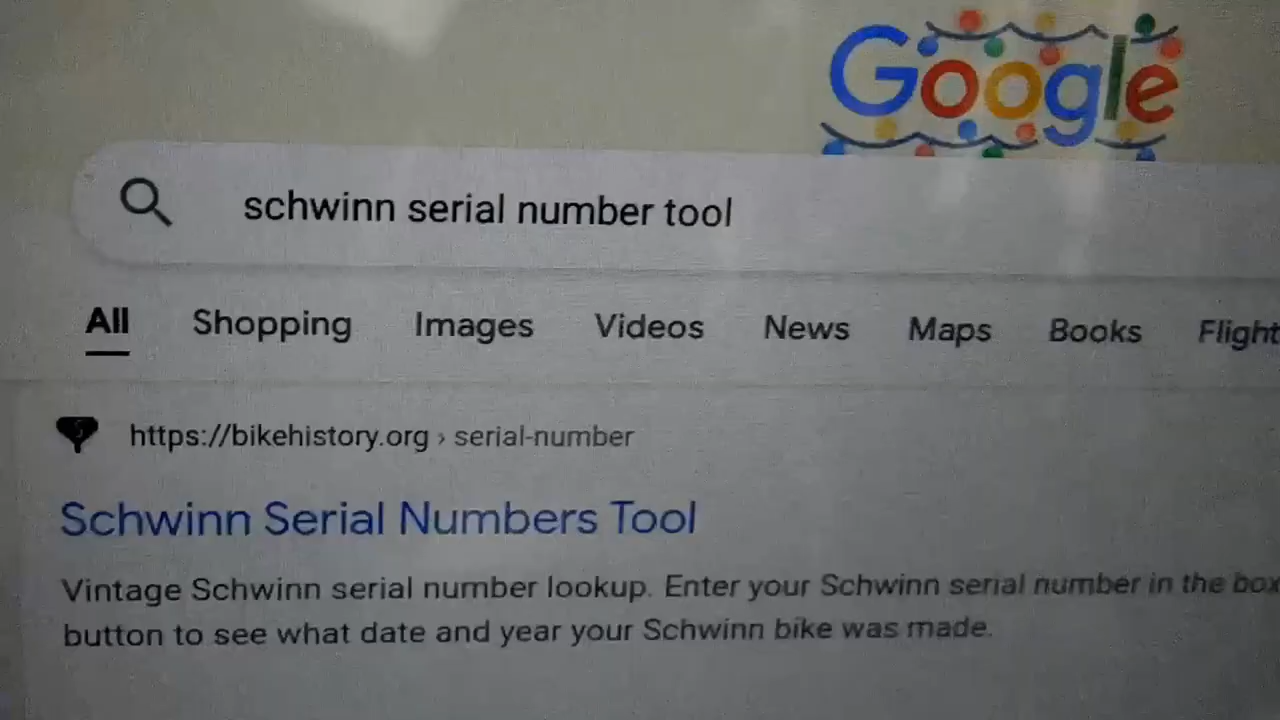 Google
schwinn serial number tool
All Shopping Images Videos News Maps Books Flight
https://bikehistory.org › serial-number
Schwinn Serial Numbers Tool
Vintage Schwinn serial number lookup. Enter your Schwinn serial number in the box
button to see what date and year your Schwinn bike was made.